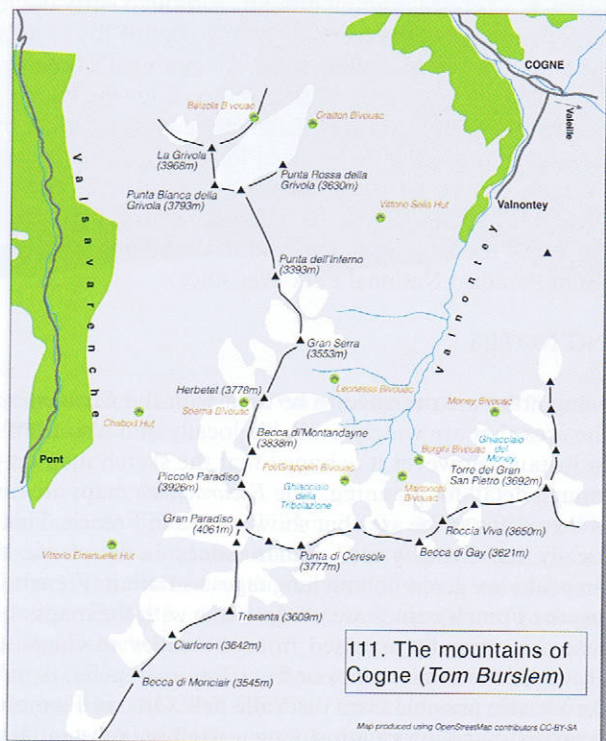 COGNE
Valeille
Balzola Bivouac
Gratton Bivouac
La Grivola
(3968m)
Punta Rossa della
Grivola (3630m)
Punta Bianca della
Grivola (3793m)
Vittorio Sella Hut
Valnontey
Valsavarenche
Punta dell'Inferno
(3393m)
Valnontey
Gran Serra
(3553m)
Leonessa Bivouac
Herbetet (3778m)
Sberna Bivouac
Money Bivouac
Chabod Hut
Becca di Montandayne
(3838m)
Ghiacciaio
del
Money
Borghi Bivouac
Pont
Pol/Grappein Bivouac
Torre del Gran
San Pietro (3692m)
Piccolo Paradiso
(3926m)
Ghiacciaio
della
Tribolazione
Martinotti
Bivouac
Gran Paradiso
(4061m)
Roccia Viva (3650m)
Vittorio Emanuelle Hut
Punta di Ceresole
(3777m)
Becca di Gay (3621m)
Tresenta (3609m)
Ciarforon (3642m)
Becca di Monciair (3545m)
111. The mountains of
Cogne (Tom Burslem)
Map produced using OpenStreetMap contributors CC-BY-SA